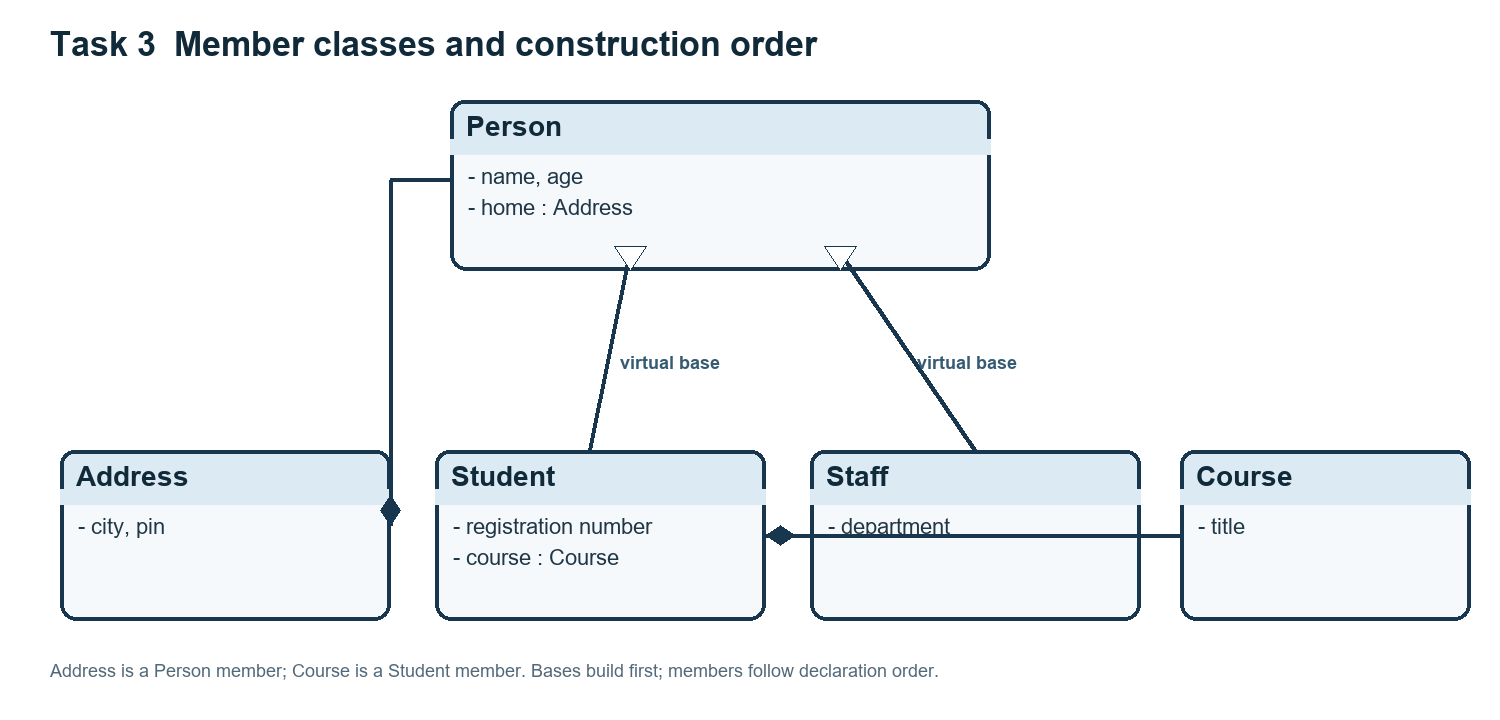 Task 3  Member classes and construction order
Person
- name, age
- home : Address
virtual base
virtual base
Address
- city, pin
Student
- registration number
- course : Course
Staff
- department
Course
- title
Address is a Person member; Course is a Student member. Bases build first; members follow declaration order.